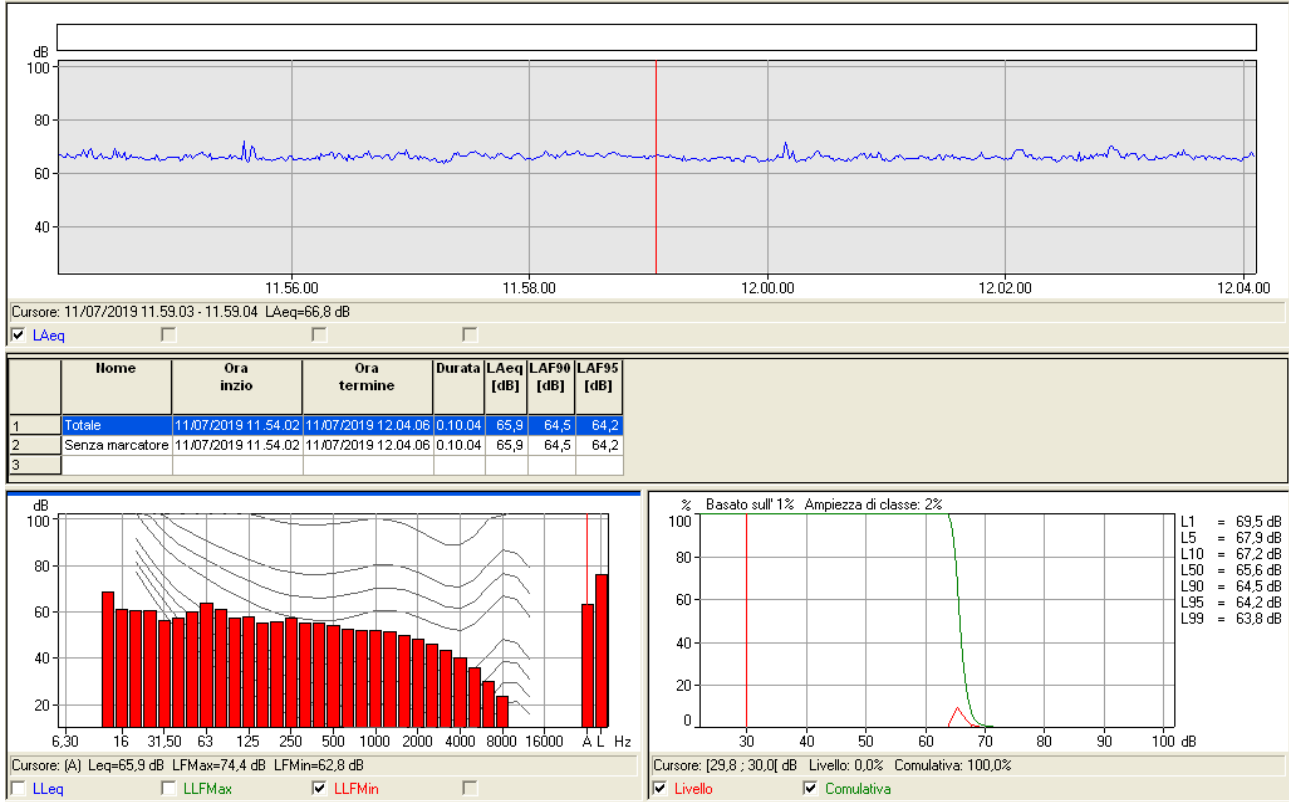 dB
100
80
60
40
11.56.00 11.58.00 12.00.00 12.02.00 12.04.00
Cursore: 11/07/2019 11.59.03 - 11.59.04 LAeq=66,8 dB
LAeq
Nome Ora inzio Ora termine Durata LAeq [dB] LAF90 [dB] LAF95 [dB]
1 Totale 11/07/2019 11.54.02 11/07/2019 12.04.06 0.10.04 65,9 64,5 64,2
2 Senza marcatore 11/07/2019 11.54.02 11/07/2019 12.04.06 0.10.04 65,9 64,5 64,2
3
dB
100
80
60
40
20
6,30 16 31,50 63 125 250 500 1000 2000 4000 8000 16000 A L Hz
Cursore: (A) Leq=65,9 dB LFMax=74,4 dB LFMin=62,8 dB
LLeq LLFMax LLFMin
% Basato sull' 1% Ampiezza di classe: 2%
100
80
60
40
20
0
30 40 50 60 70 80 90 100 dB
L1 = 69,5 dB
L5 = 67,9 dB
L10 = 67,2 dB
L50 = 65,6 dB
L90 = 64,5 dB
L95 = 64,2 dB
L99 = 63,8 dB
Cursore: [29,8 ; 30,0[ dB Livello: 0,0% Comulativa: 100,0%
Livello Comulativa